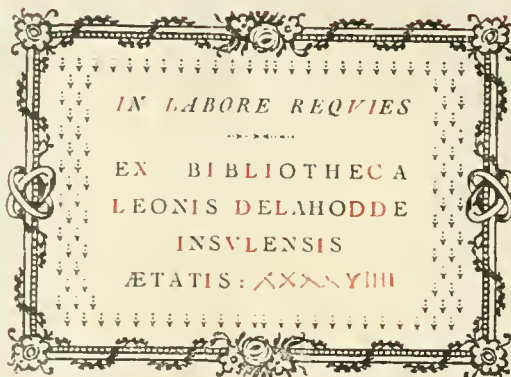 IN LABORE REQVIES
EX BIBLIOTHECA
LEONIS DELAHODDE
INSVLENSIS
ÆTATIS: